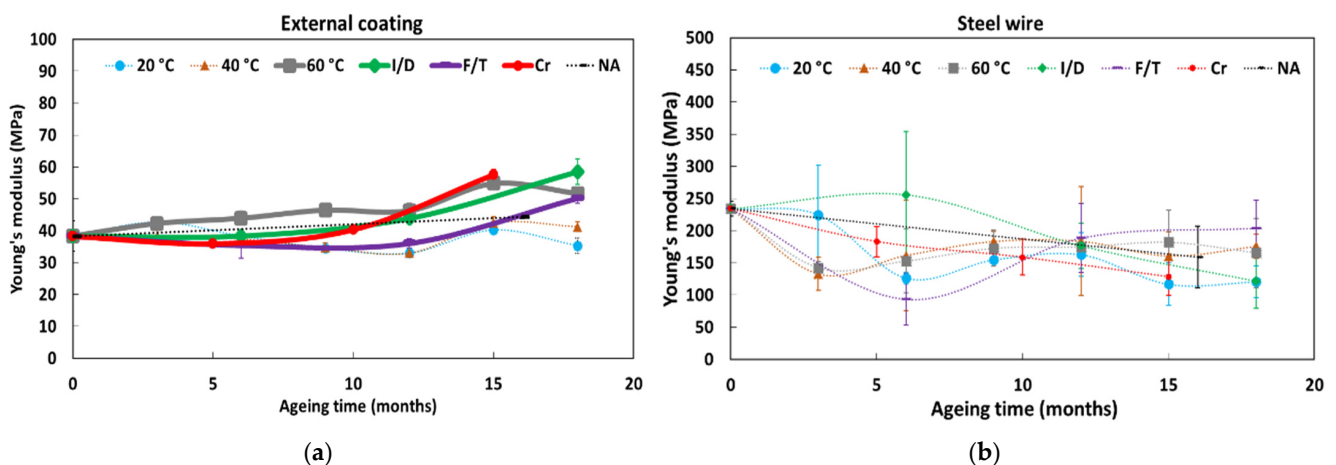 External coating
100
90
80
70
60
50
40
30
20
10
0
Young's modulus (MPa)
20 °C 40 °C 60 °C I/D F/T Cr NA
0 5 10 15 20
Ageing time (months)
(a)
Steel wire
500
450
400
350
300
250
200
150
100
50
0
Young's modulus (MPa)
20 °C 40 °C 60 °C I/D F/T Cr NA
0 5 10 15 20
Ageing time (months)
(b)